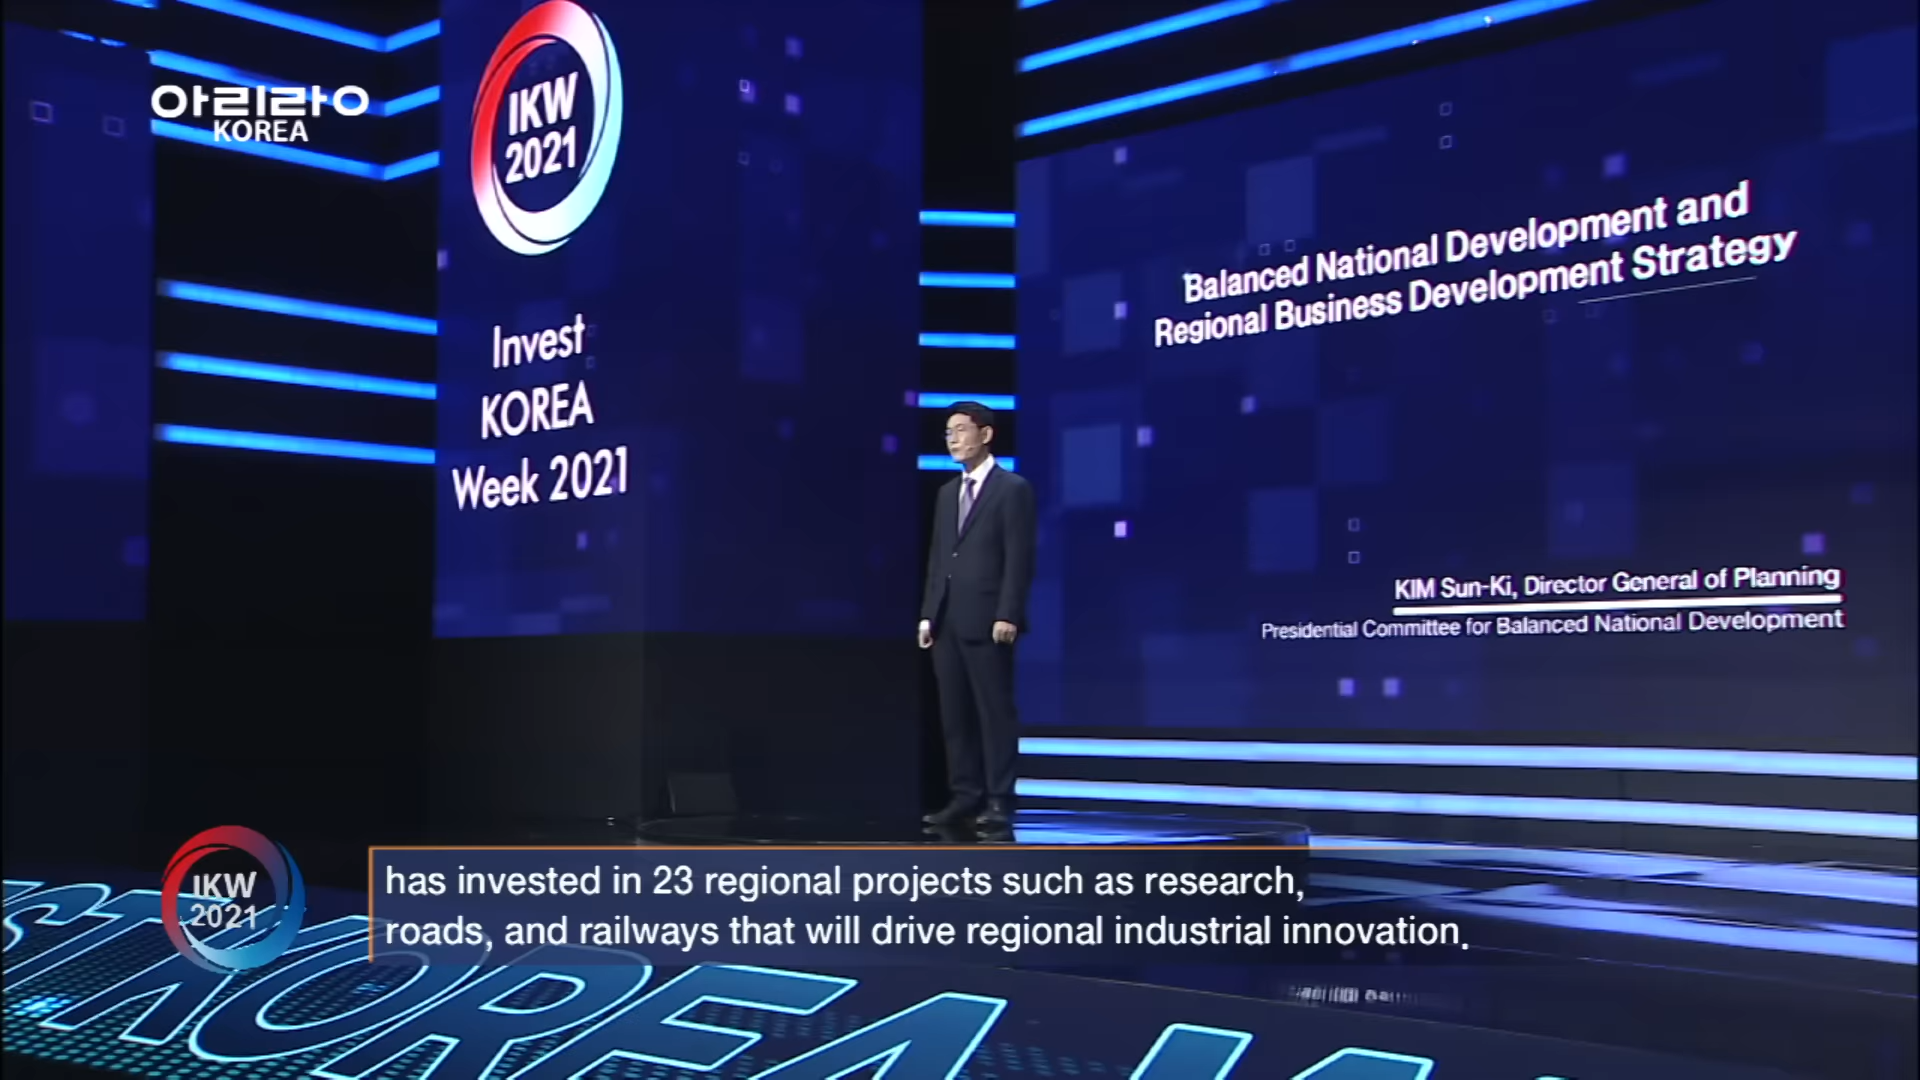 아리랑
KOREA
IKW
2021
Invest
KOREA
Week 2021
Balanced National Development and
Regional Business Development Strategy
KIM Sun-Ki, Director General of Planning
Presidential Committee for Balanced National Development
IKW
2021
has invested in 23 regional projects such as research,
roads, and railways that will drive regional industrial innovation.
KOREA